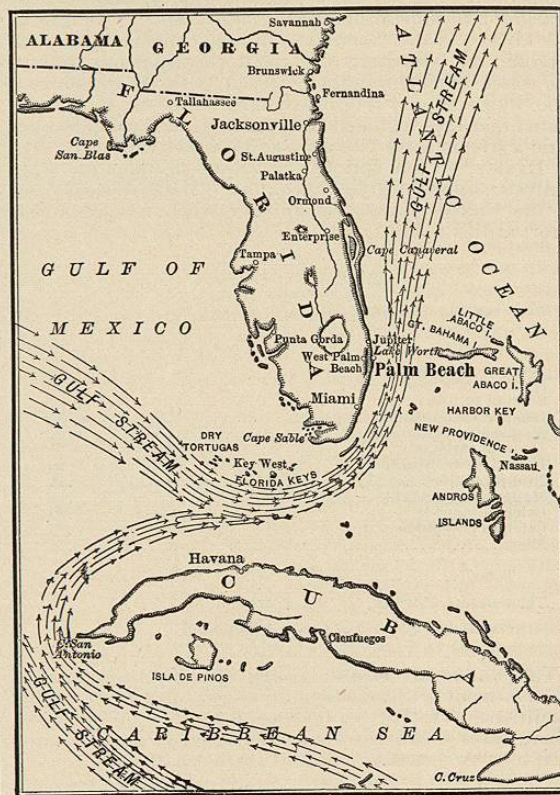 Savannah
ALABAMA
GEORGIA
Brunswick
Fernandina
Tallahassee
Jacksonville
Cape
San Blas
St. Augustine
Palatka
FLORIDA
Ormond
Enterprise
Cape Canaveral
Tampa
ATLANTIC OCEAN
GULF STREAM
GULF OF
MEXICO
LITTLE
ABACO I.
GT. BAHAMA I.
Punta Gorda
Jupiter
Lake Worth
West Palm
Beach
Palm Beach
GREAT
ABACO I.
Miami
HARBOR KEY
GULF STREAM
Cape Sable
DRY
TORTUGAS
NEW PROVIDENCE I.
Key West
Nassau
FLORIDA KEYS
ANDROS
ISLANDS
Havana
CUBA
C. San
Antonio
Cienfuegos
ISLA DE PINOS
GULF STREAM
CARIBBEAN SEA
C. Cruz